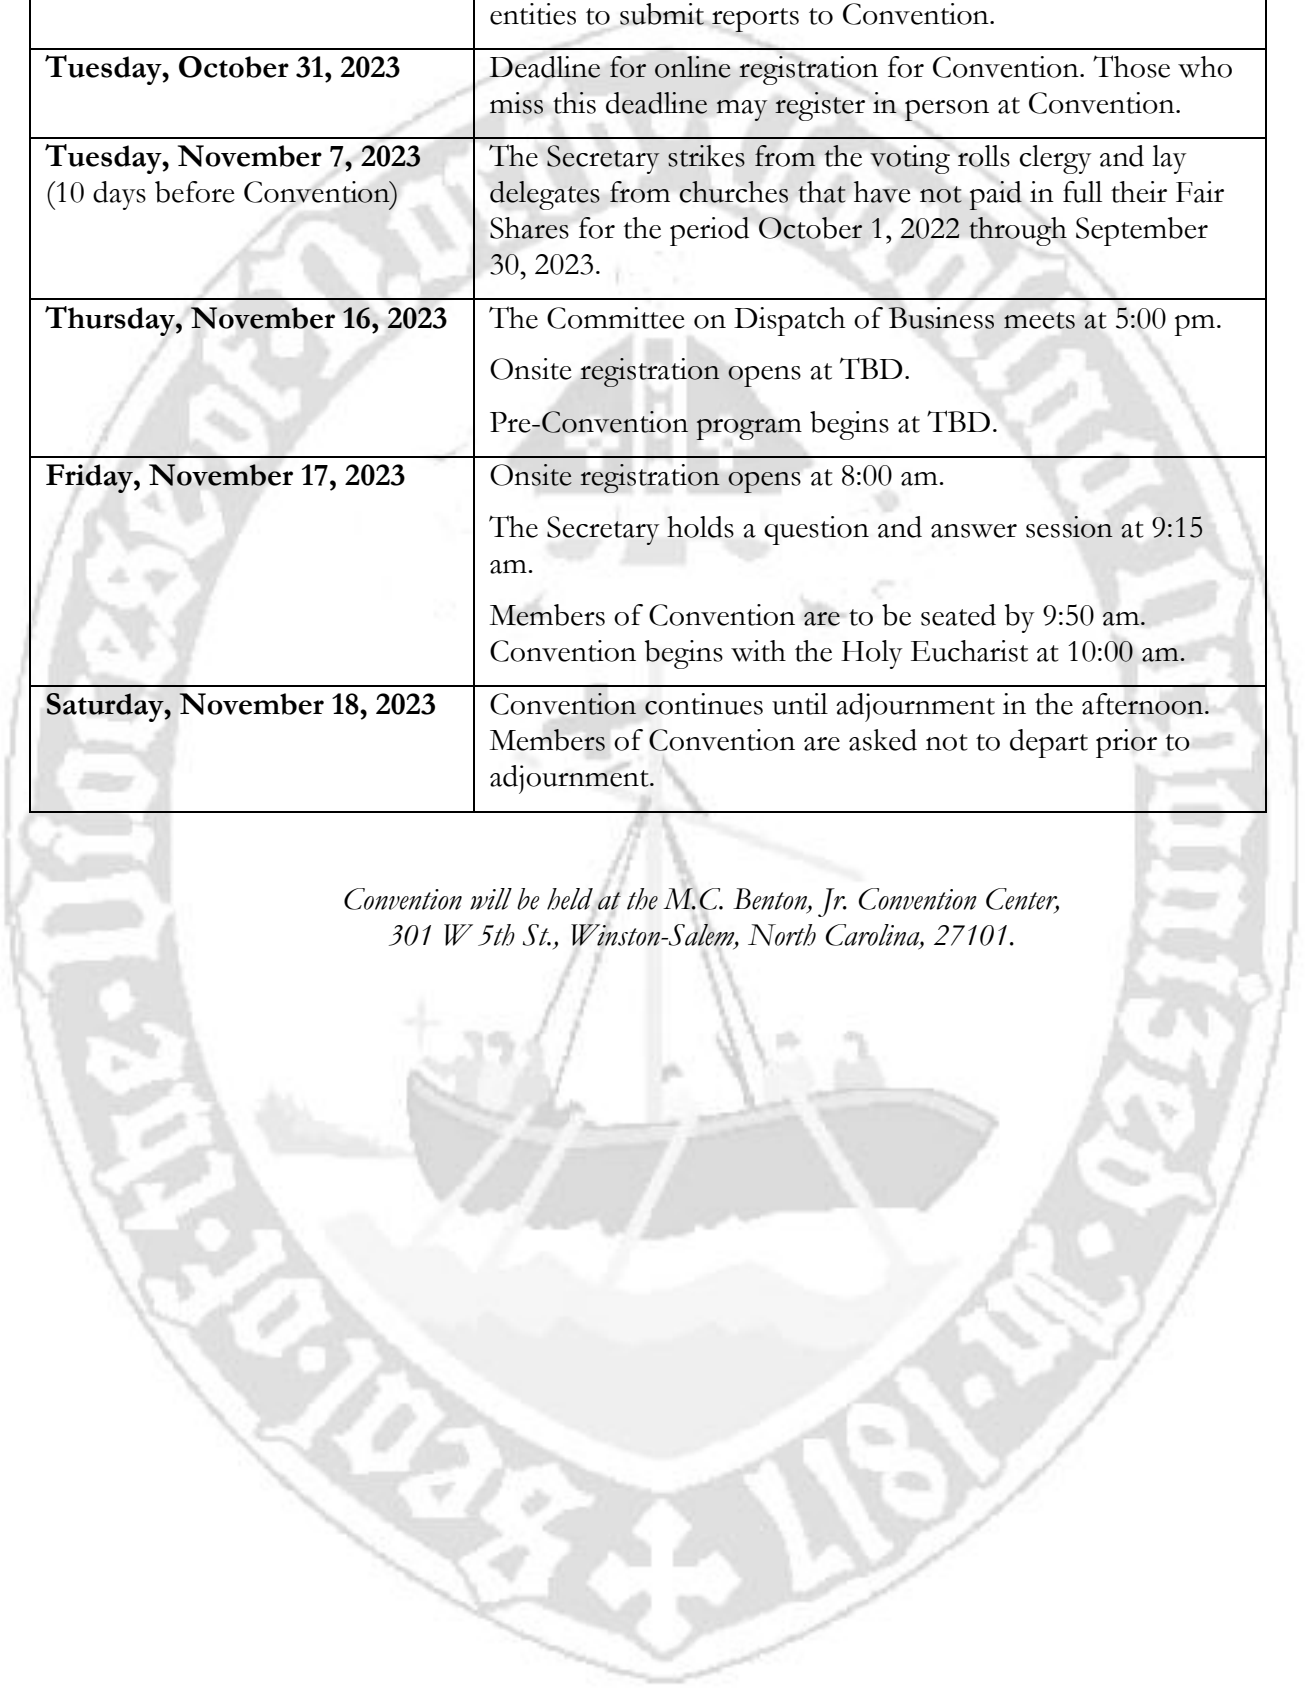 entities to submit reports to Convention.
Tuesday, October 31, 2023
Deadline for online registration for Convention. Those who
miss this deadline may register in person at Convention.
Tuesday, November 7, 2023
(10 days before Convention)
The Secretary strikes from the voting rolls clergy and lay
delegates from churches that have not paid in full their Fair
Shares for the period October 1, 2022 through September
30, 2023.
Thursday, November 16, 2023
The Committee on Dispatch of Business meets at 5:00 pm.
Onsite registration opens at TBD.
Pre-Convention program begins at TBD.
Friday, November 17, 2023
Onsite registration opens at 8:00 am.
The Secretary holds a question and answer session at 9:15
am.
Members of Convention are to be seated by 9:50 am.
Convention begins with the Holy Eucharist at 10:00 am.
Saturday, November 18, 2023
Convention continues until adjournment in the afternoon.
Members of Convention are asked not to depart prior to
adjournment.
Convention will be held at the M.C. Benton, Jr. Convention Center,
301 W 5th St., Winston-Salem, North Carolina, 27101.
Seal·of·the·Diocese of North Carolina
1817